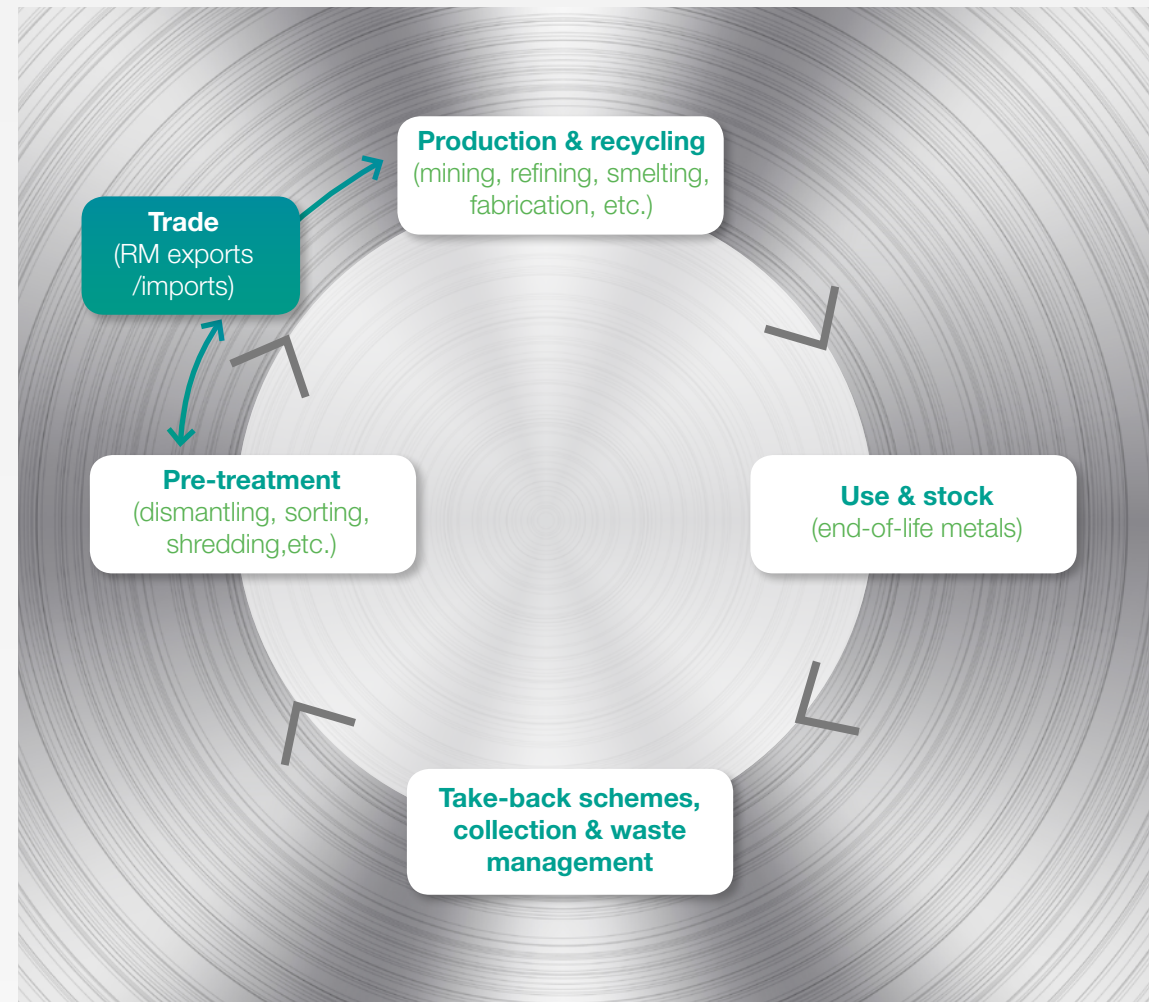 Production & recycling
(mining, refining, smelting,
fabrication, etc.)
Trade
(RM exports
/imports)
Pre-treatment
(dismantling, sorting,
shredding,etc.)
Use & stock
(end-of-life metals)
Take-back schemes,
collection & waste
management